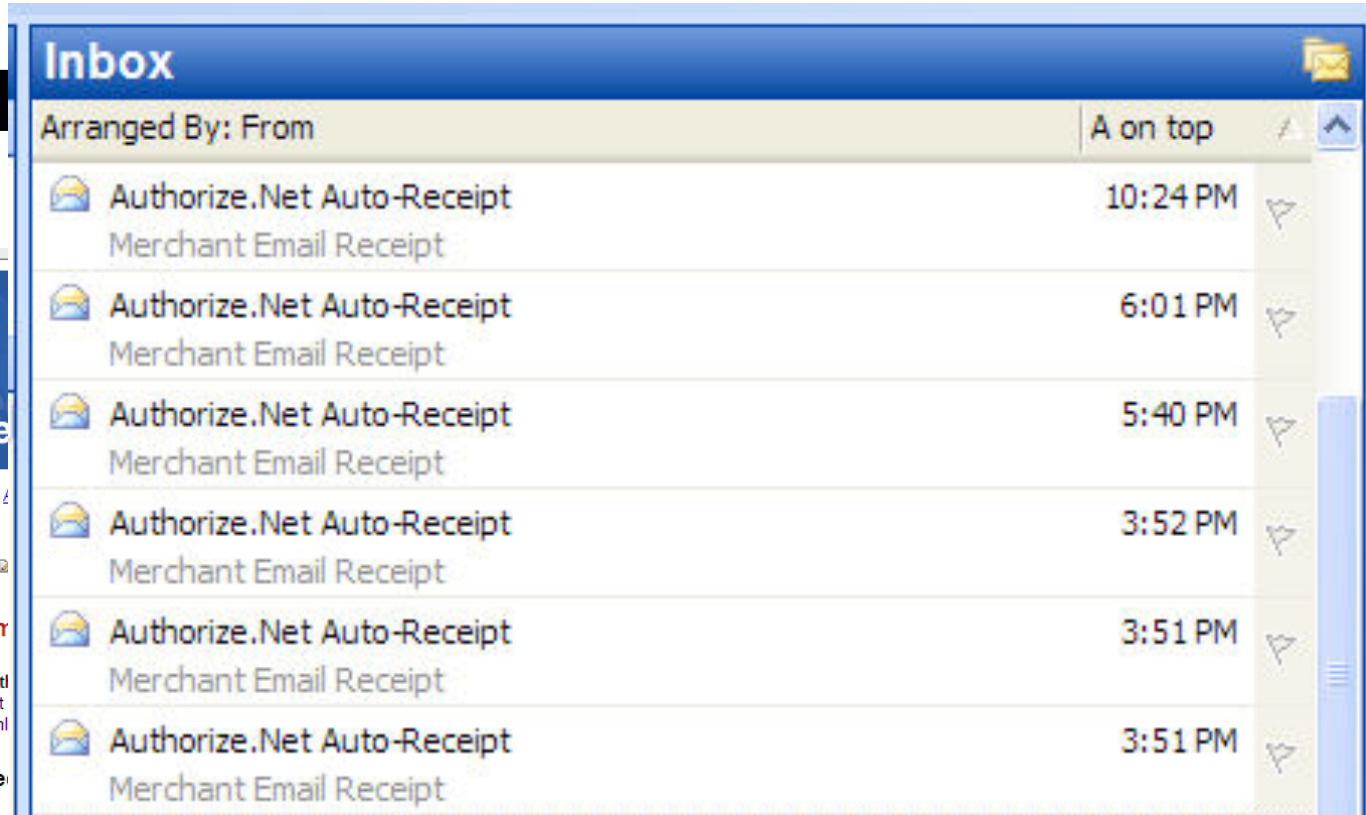 Inbox
Arranged By: From A on top
Authorize.Net Auto-Receipt 10:24 PM
Merchant Email Receipt
Authorize.Net Auto-Receipt 6:01 PM
Merchant Email Receipt
Authorize.Net Auto-Receipt 5:40 PM
Merchant Email Receipt
Authorize.Net Auto-Receipt 3:52 PM
Merchant Email Receipt
Authorize.Net Auto-Receipt 3:51 PM
Merchant Email Receipt
Authorize.Net Auto-Receipt 3:51 PM
Merchant Email Receipt